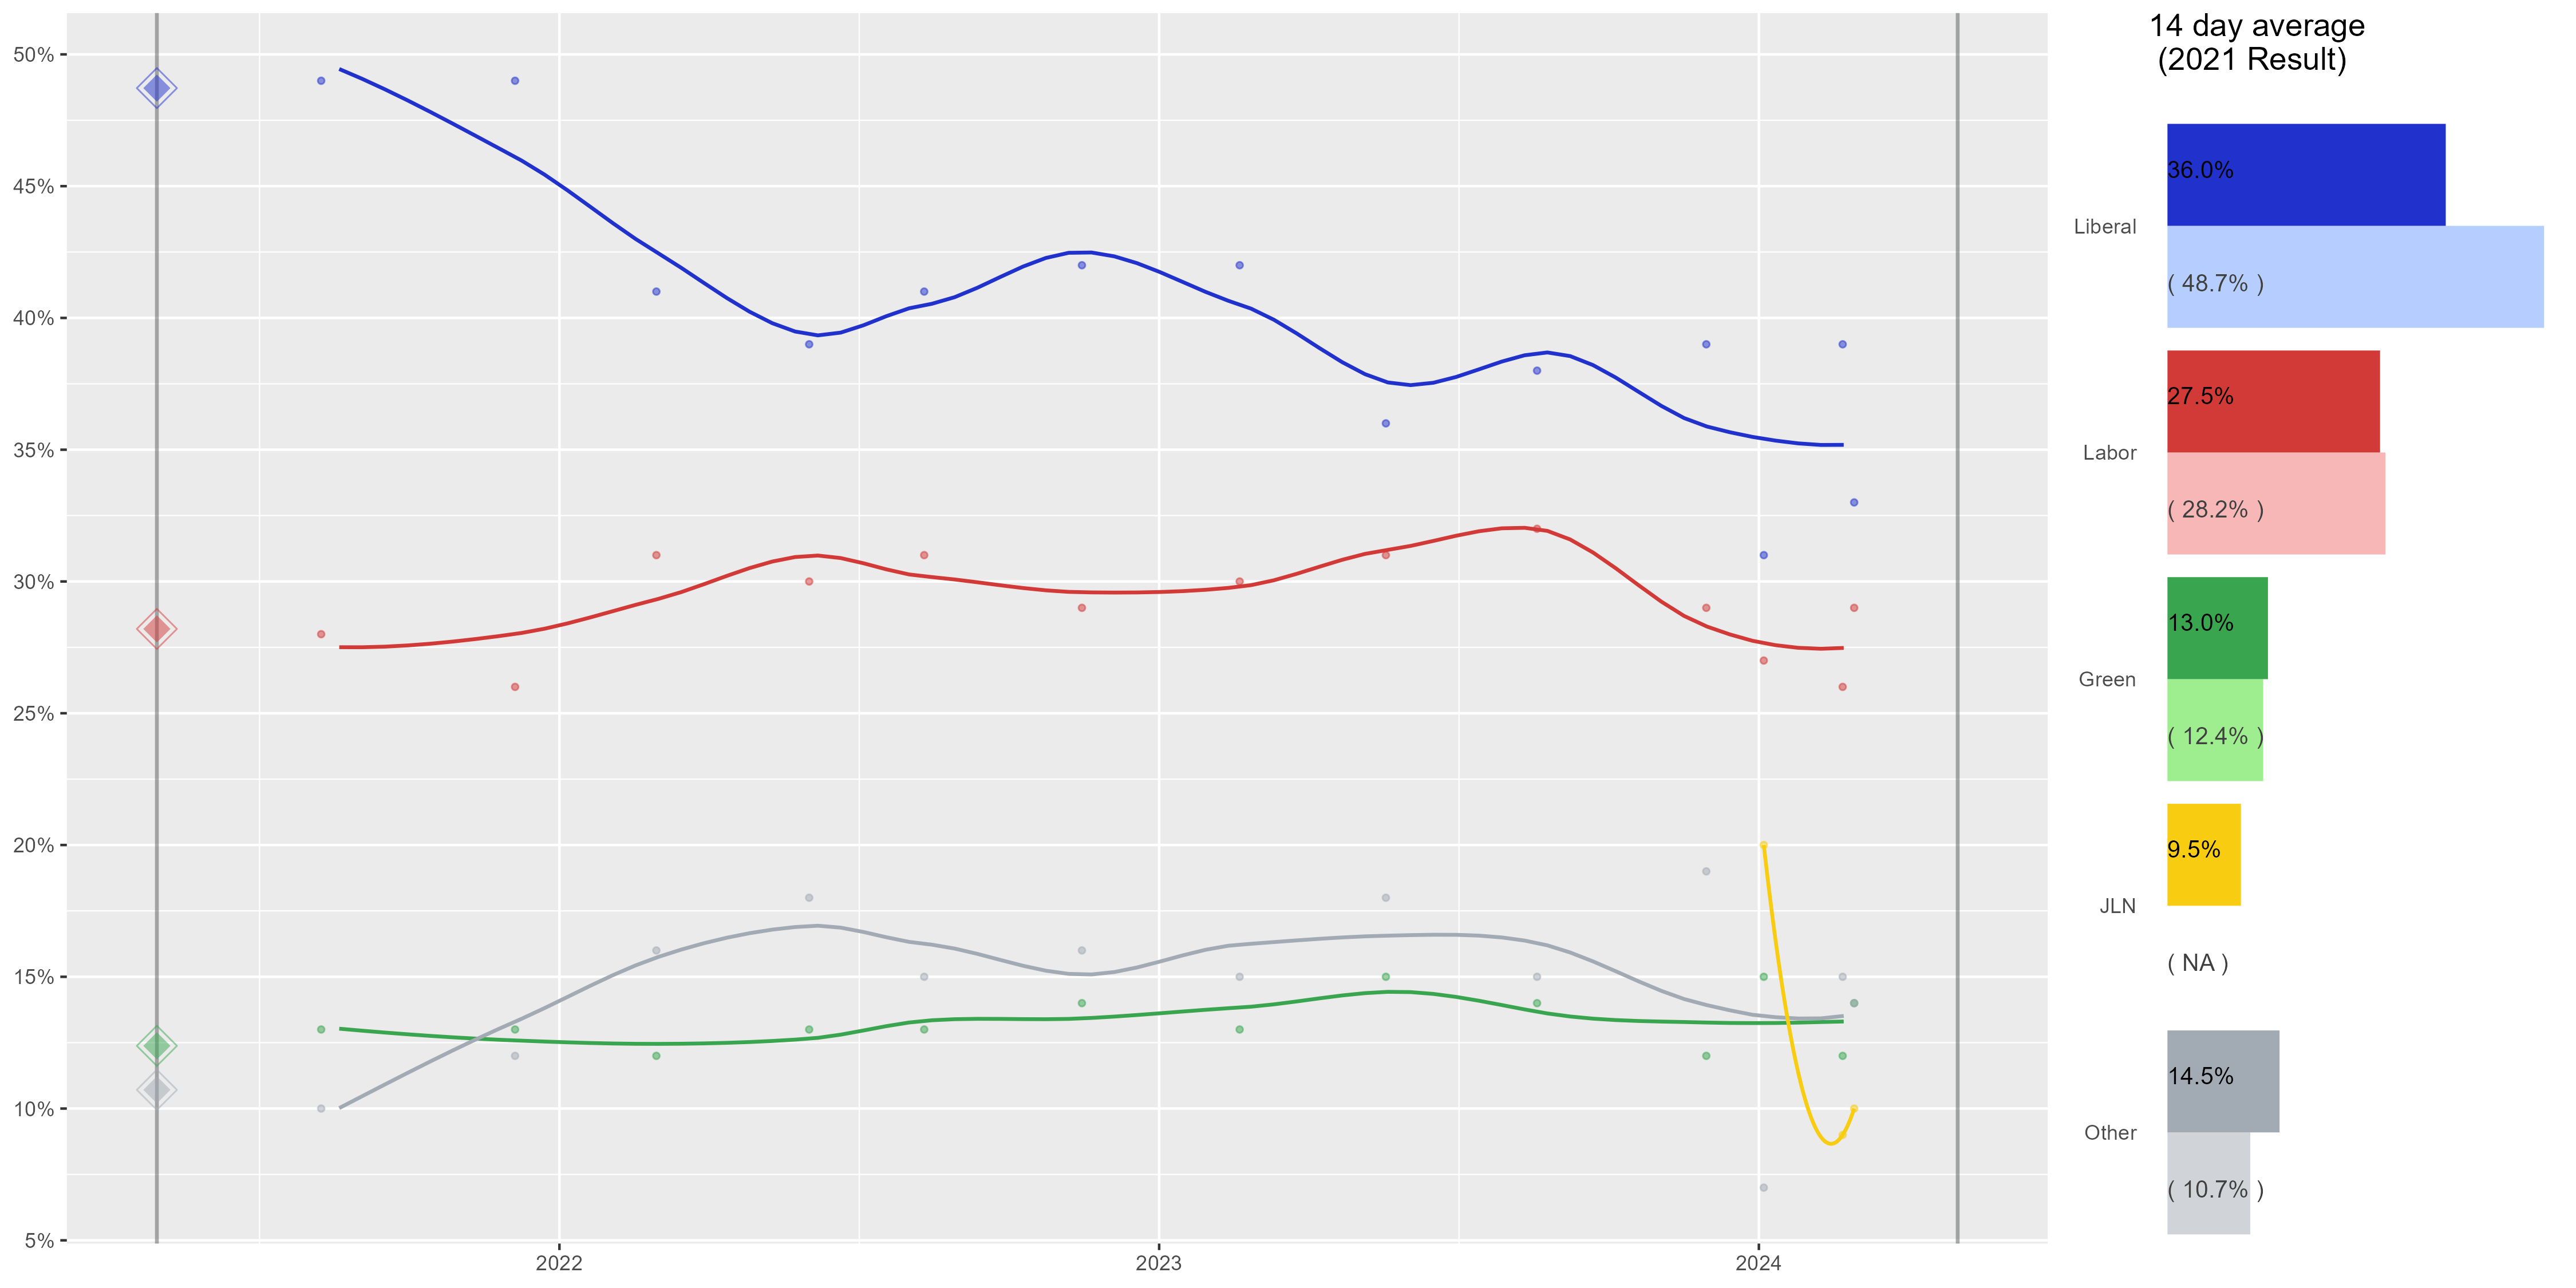 14 day average
(2021 Result)
50%
45%
40%
35%
30%
25%
20%
15%
10%
5%
2022
2023
2024
Liberal
36.0%
( 48.7% )
Labor
27.5%
( 28.2% )
Green
13.0%
( 12.4% )
JLN
9.5%
( NA )
Other
14.5%
( 10.7% )